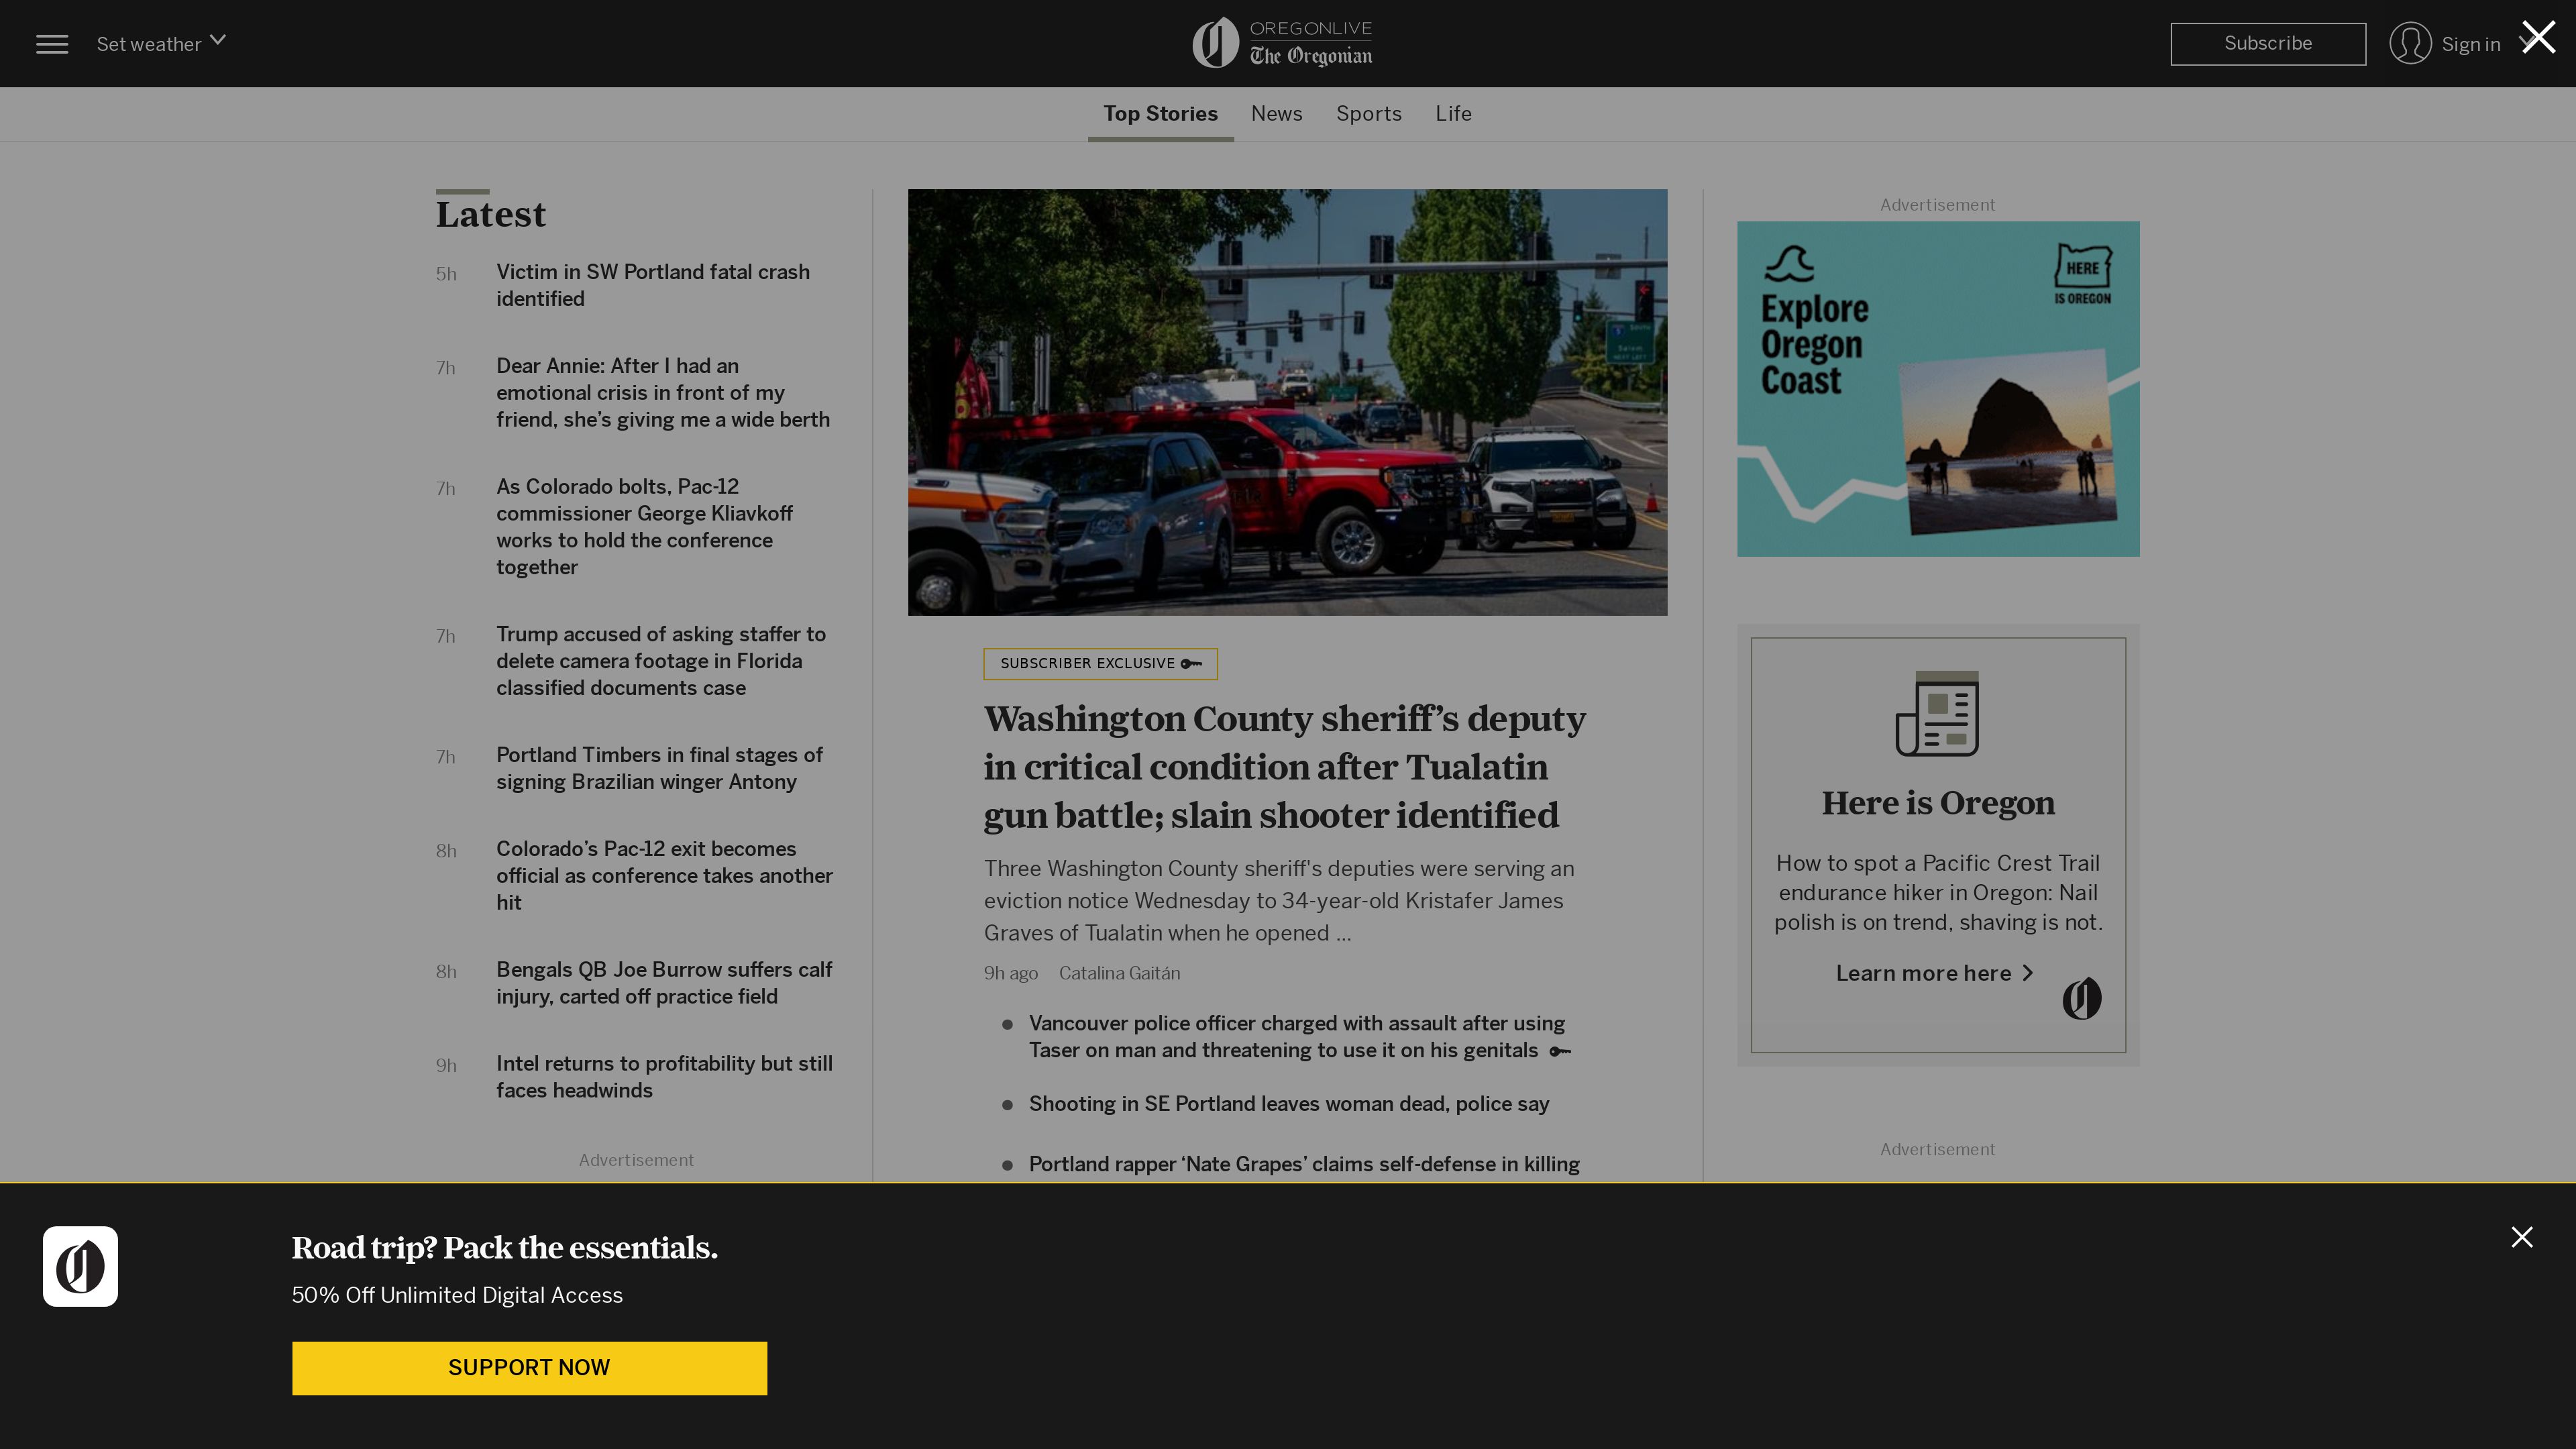 Set weather
OREGONLIVE
The Oregonian
Subscribe
Sign in
Top Stories
News
Sports
Life
Latest
5h
Victim in SW Portland fatal crash
identified
7h
Dear Annie: After I had an
emotional crisis in front of my
friend, she’s giving me a wide berth
7h
As Colorado bolts, Pac-12
commissioner George Kliavkoff
works to hold the conference
together
7h
Trump accused of asking staffer to
delete camera footage in Florida
classified documents case
7h
Portland Timbers in final stages of
signing Brazilian winger Antony
8h
Colorado’s Pac-12 exit becomes
official as conference takes another
hit
8h
Bengals QB Joe Burrow suffers calf
injury, carted off practice field
9h
Intel returns to profitability but still
faces headwinds
Advertisement
South
Salem
NEXT LEFT
SUBSCRIBER EXCLUSIVE
Washington County sheriff’s deputy
in critical condition after Tualatin
gun battle; slain shooter identified
Three Washington County sheriff's deputies were serving an
eviction notice Wednesday to 34-year-old Kristafer James
Graves of Tualatin when he opened ...
9h ago
Catalina Gaitán
Vancouver police officer charged with assault after using
Taser on man and threatening to use it on his genitals
Shooting in SE Portland leaves woman dead, police say
Portland rapper ‘Nate Grapes’ claims self-defense in killing
Advertisement
Explore
Oregon
Coast
HERE
IS OREGON
Here is Oregon
How to spot a Pacific Crest Trail
endurance hiker in Oregon: Nail
polish is on trend, shaving is not.
Learn more here
Advertisement
Road trip? Pack the essentials.
50% Off Unlimited Digital Access
SUPPORT NOW